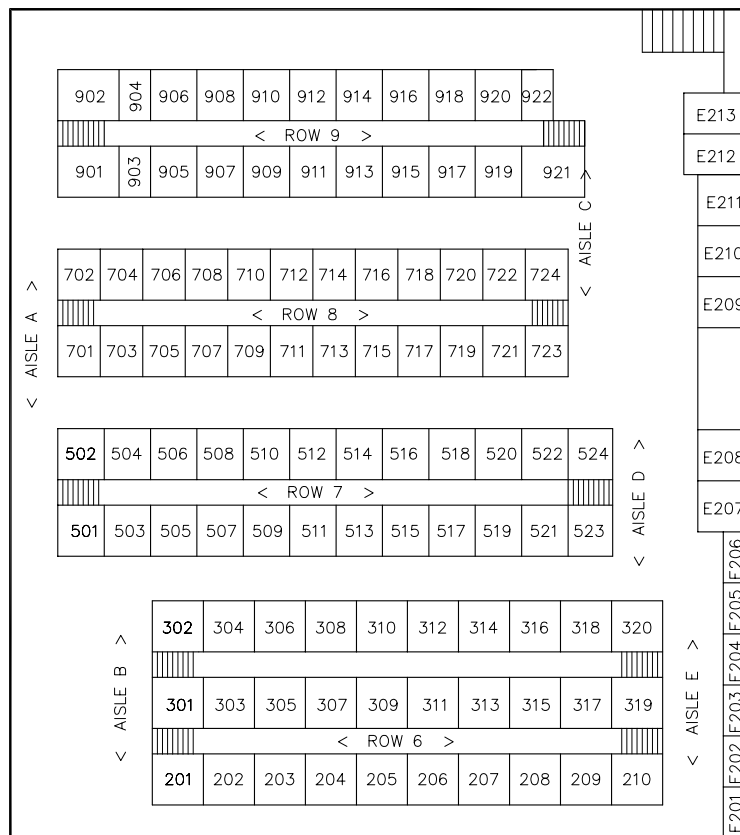 902 904 906 908 910 912 914 916 918 920 922
< ROW 9 >
901 903 905 907 909 911 913 915 917 919 921
< AISLE C >
702 704 706 708 710 712 714 716 718 720 722 724
< ROW 8 >
701 703 705 707 709 711 713 715 717 719 721 723
< AISLE A >
502 504 506 508 510 512 514 516 518 520 522 524
< ROW 7 >
501 503 505 507 509 511 513 515 517 519 521 523
< AISLE D >
302 304 306 308 310 312 314 316 318 320
301 303 305 307 309 311 313 315 317 319
< ROW 6 >
201 202 203 204 205 206 207 208 209 210
< AISLE B >
< AISLE E >
E213
E212
E211
E210
E209
E208
E207
E206
E205
E204
E203
E202
E201